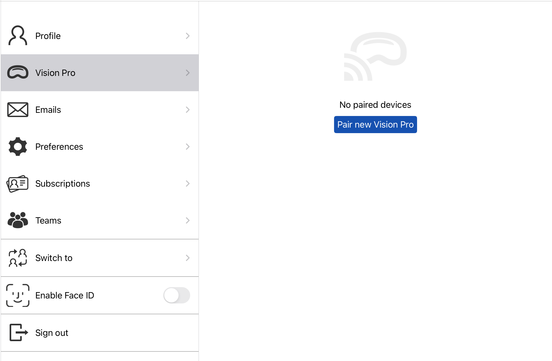 Profile
Vision Pro
Emails
Preferences
Subscriptions
Teams
Switch to
Enable Face ID
Sign out
No paired devices
Pair new Vision Pro